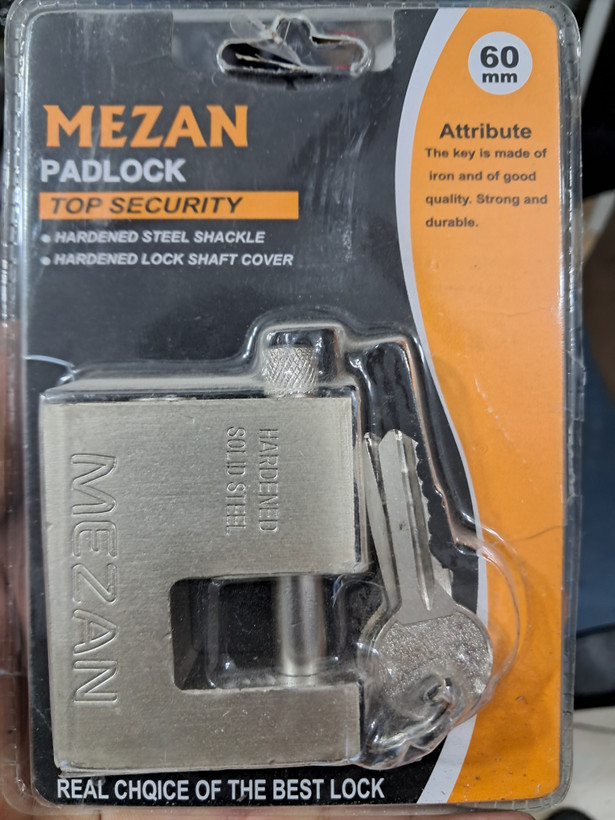 60
mm
MEZAN
PADLOCK
TOP SECURITY
• HARDENED STEEL SHACKLE
• HARDENED LOCK SHAFT COVER
Attribute
The key is made of
iron and of good
quality. Strong and
durable.
HARDENED
SOLID STEEL
MEZAN
REAL CHQICE OF THE BEST LOCK